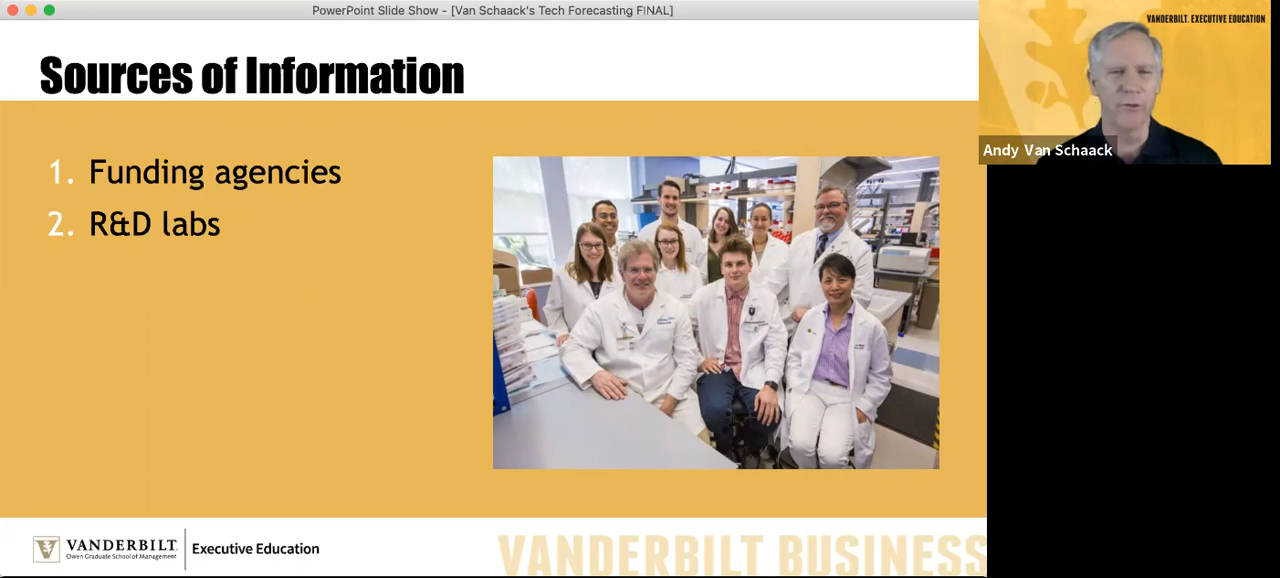 PowerPoint Slide Show - [Van Schaack's Tech Forecasting FINAL]
VANDERBILT. EXECUTIVE EDUCATION
Sources of Information
Andy Van Schaack
1. Funding agencies
2. R&D labs
VANDERBILT
Owen Graduate School of Management
Executive Education
VANDERBILT BUSINESS